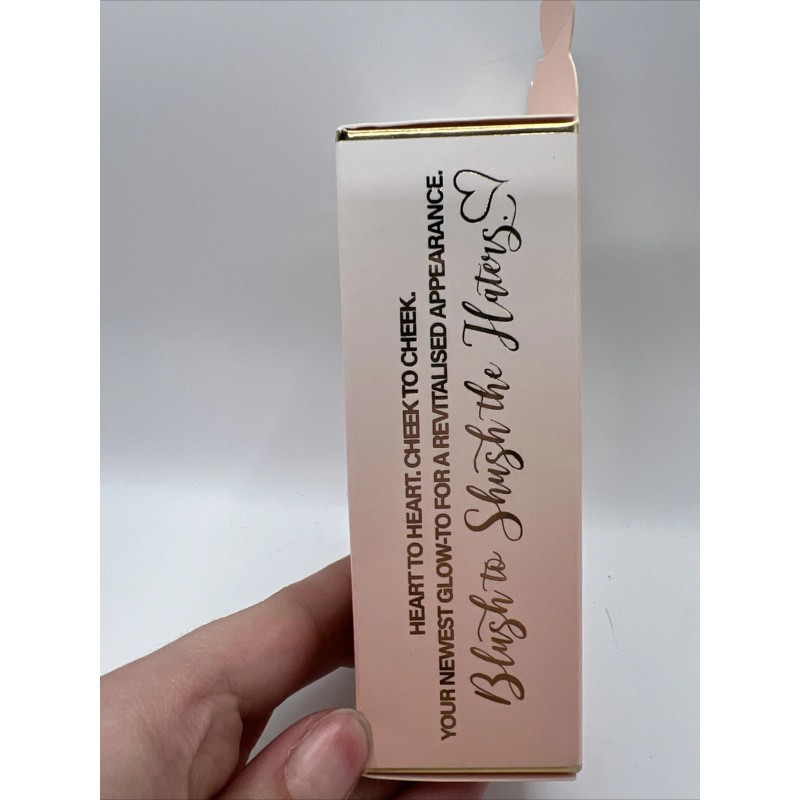 HEART TO HEART. CHEEK TO CHEEK.
YOUR NEWEST GLOW-TO FOR A REVITALISED APPEARANCE.
Blush to Shush the Haters.